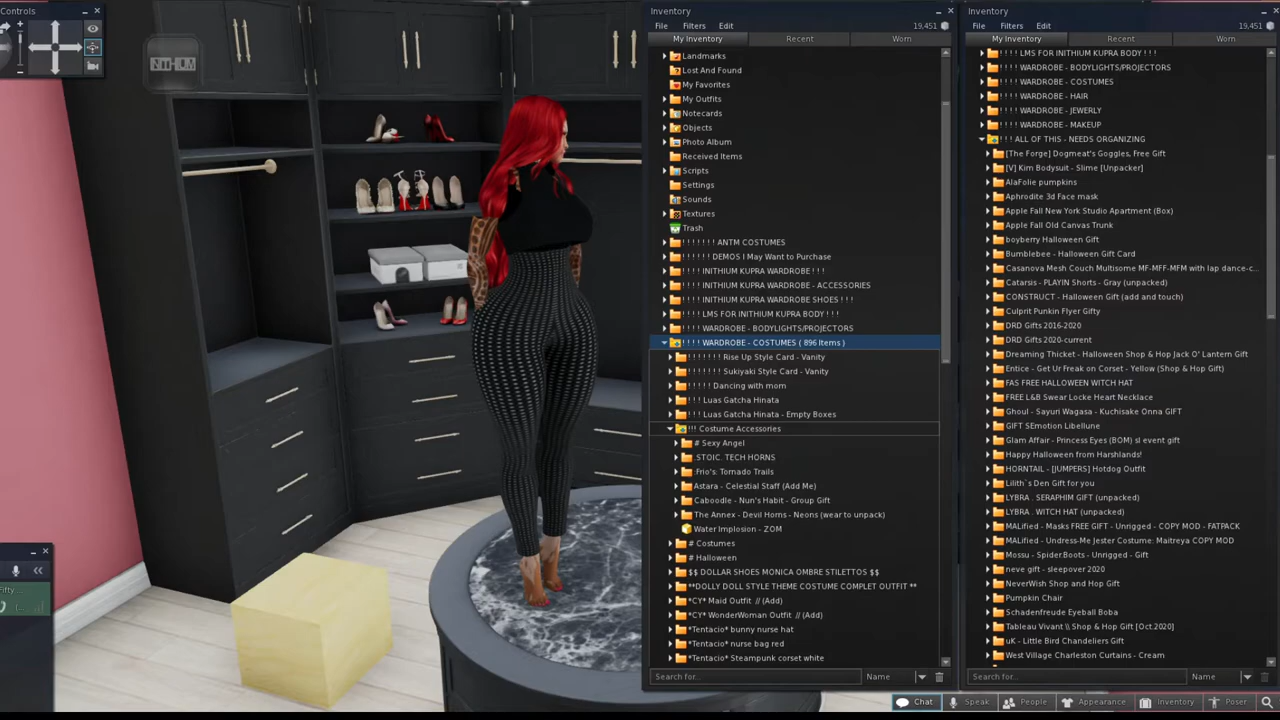 Controls
INITHIUM
Fifty
(...
Inventory
File Filters Edit 19,451
My Inventory Recent Worn
Landmarks
Lost And Found
My Favorites
My Outfits
Notecards
Objects
Photo Album
Received Items
Scripts
Settings
Sounds
Textures
Trash
! ! ! ! ! ! ! ANTM COSTUMES
! ! ! ! ! ! DEMOS I May Want to Purchase
! ! ! ! INITHIUM KUPRA WARDROBE ! ! !
! ! ! ! INITHIUM KUPRA WARDROBE - ACCESSORIES
! ! ! ! INITHIUM KUPRA WARDROBE SHOES ! ! !
! ! ! ! LMS FOR INITHIUM KUPRA BODY ! ! !
! ! ! ! WARDROBE - BODYLIGHTS/PROJECTORS
! ! ! ! WARDROBE - COSTUMES ( 896 Items )
! ! ! ! ! ! ! Rise Up Style Card - Vanity
! ! ! ! ! ! ! Sukiyaki Style Card - Vanity
! ! ! ! ! Dancing with mom
! ! ! Luas Gatcha Hinata
! ! ! Luas Gatcha Hinata - Empty Boxes
!!! Costume Accessories
# Sexy Angel
.STOIC. TECH HORNS
:Frio's: Tornado Trails
Astara - Celestial Staff (Add Me)
Caboodle - Nun's Habit - Group Gift
The Annex - Devil Horns - Neons (wear to unpack)
Water Implosion - ZOM
# Costumes
# Halloween
$$ DOLLAR SHOES MONICA OMBRE STILETTOS $
**DOLLY DOLL STYLE THEME COSTUME COMPLET OUTFIT **
*CY* Maid Outfit // (Add)
*CY* WonderWoman Outfit // (Add)
*Tentacio* bunny nurse hat
*Tentacio* nurse bag red
*Tentacio* Steampunk corset white
Search for... Name
Inventory
File Filters Edit 19,451
My Inventory Recent Worn
! ! ! ! LMS FOR INITHIUM KUPRA BODY ! ! !
! ! ! ! WARDROBE - BODYLIGHTS/PROJECTORS
! ! ! ! WARDROBE - COSTUMES
! ! ! ! WARDROBE - HAIR
! ! ! ! WARDROBE - JEWERLY
! ! ! ! WARDROBE - MAKEUP
! ! ! ALL OF THIS - NEEDS ORGANIZING
[The Forge] Dogmeat's Goggles, Free Gift
[V] Kim Bodysuit - Slime [Unpacker]
AlaFolie pumpkins
Aphrodite 3d Face mask
Apple Fall New York Studio Apartment (Box)
Apple Fall Old Canvas Trunk
boyberry Halloween Gift
Bumblebee - Halloween Gift Card
Casanova Mesh Couch Multisome MF-MFF-MFM with lap dance-c...
Catarsis - PLAYIN Shorts - Gray (unpacked)
CONSTRUCT - Halloween Gift (add and touch)
Culprit Punkin Flyer Gifty
DRD Gifts 2016-2020
DRD Gifts 2020-current
Dreaming Thicket - Halloween Shop & Hop Jack O' Lantern Gift
Entice - Get Ur Freak on Corset - Yellow (Shop & Hop Gift)
FAS FREE HALLOWEEN WITCH HAT
FREE L&B Swear Locke Heart Necklace
Ghoul - Sayuri Wagasa - Kuchisake Onna GIFT
GIFT SEmotion Libellune
Glam Affair - Princess Eyes (BOM) sl event gift
Happy Halloween from Harshlands!
HORNTAIL - [JUMPERS] Hotdog Outfit
Lilith`s Den Gift for you
LYBRA . SERAPHIM GIFT (unpacked)
LYBRA . WITCH HAT (unpacked)
MALified - Masks FREE GIFT - Unrigged - COPY MOD - FATPACK
MALified - Undress-Me Jester Costume: Maitreya COPY MOD
Mossu - Spider.Boots - Unrigged - Gift
neve gift - sleepover 2020
NeverWish Shop and Hop Gift
Pumpkin Chair
Schadenfreude Eyeball Boba
Tableau Vivant \\ Shop & Hop Gift [Oct.2020]
uK - Little Bird Chandeliers Gift
West Village Charleston Curtains - Cream
Search for... Name
Chat Speak People Appearance Inventory Poser